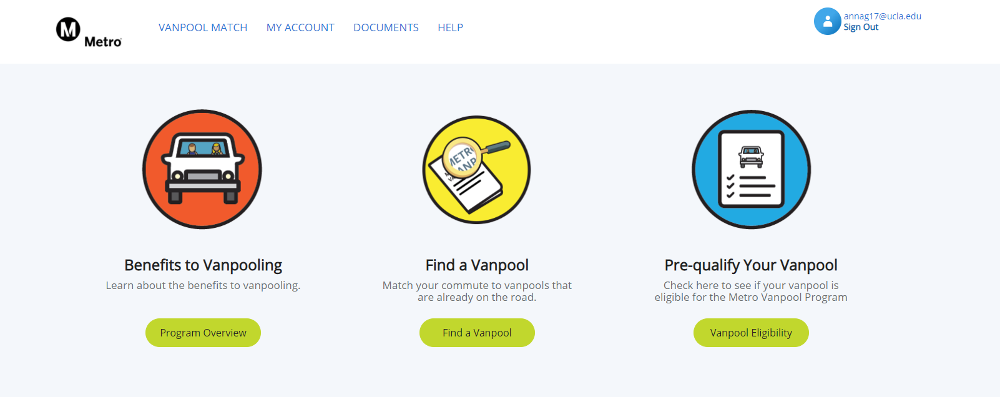 M Metro
VANPOOL MATCH MY ACCOUNT DOCUMENTS HELP
annag17@ucla.edu
Sign Out
METRO
VANP
Benefits to Vanpooling
Learn about the benefits to vanpooling.
Program Overview
Find a Vanpool
Match your commute to vanpools that
are already on the road.
Find a Vanpool
Pre-qualify Your Vanpool
Check here to see if your vanpool is
eligible for the Metro Vanpool Program
Vanpool Eligibility